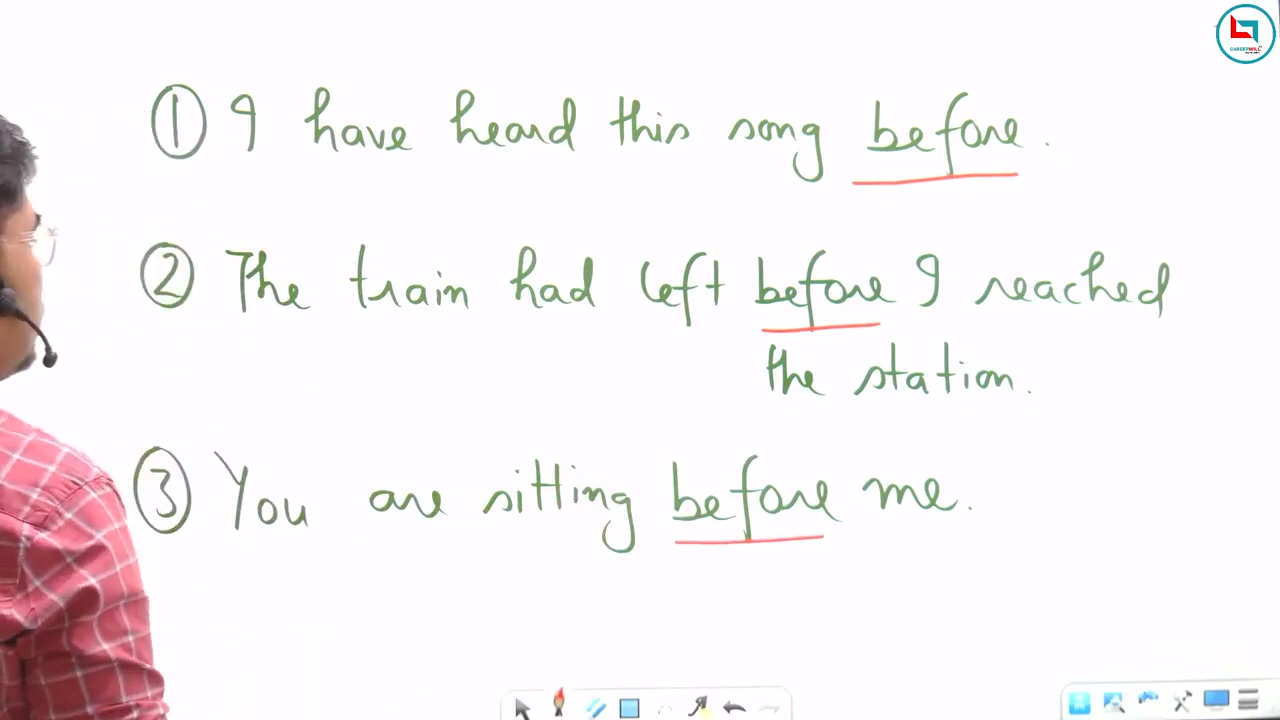 ① I have heard this song before.
② The train had left before I reached
the station.
③ You are sitting before me.
CAREERWILL